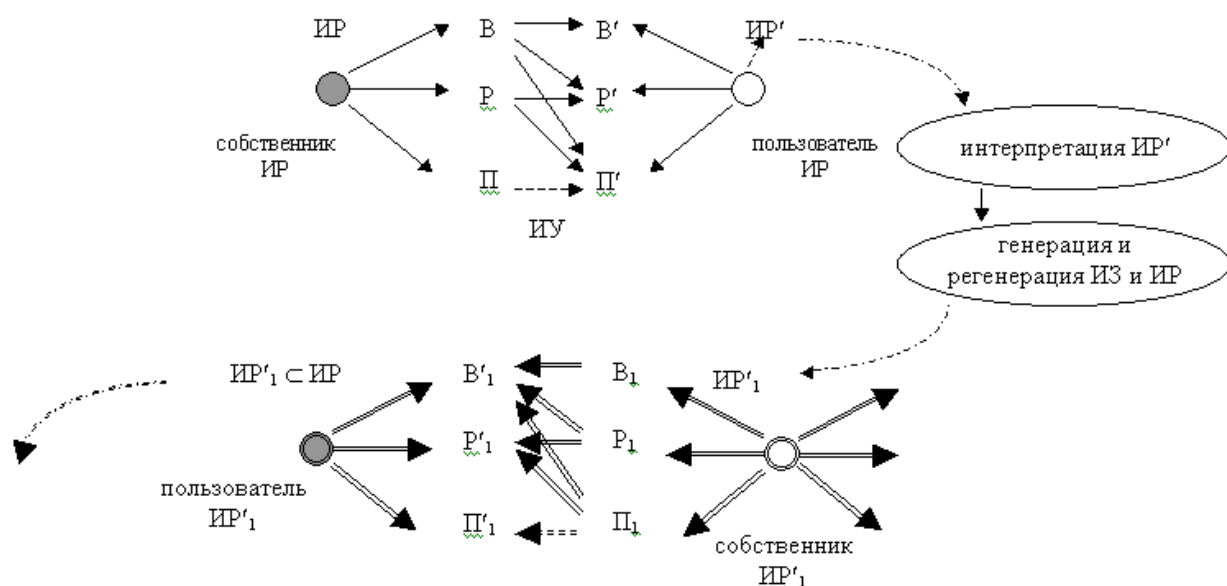 ИР
В
В′
ИР′
Р
Р′
собственник
ИР
пользователь
ИР
интерпретация ИР′
П
П′
ИУ
генерация и
регенерация ИЗ и ИР
ИР′₁ ⊂ ИР
В′₁
В₁
ИР′₁
Р′₁
Р₁
пользователь
ИР′₁
П′₁
П₁
собственник
ИР′₁